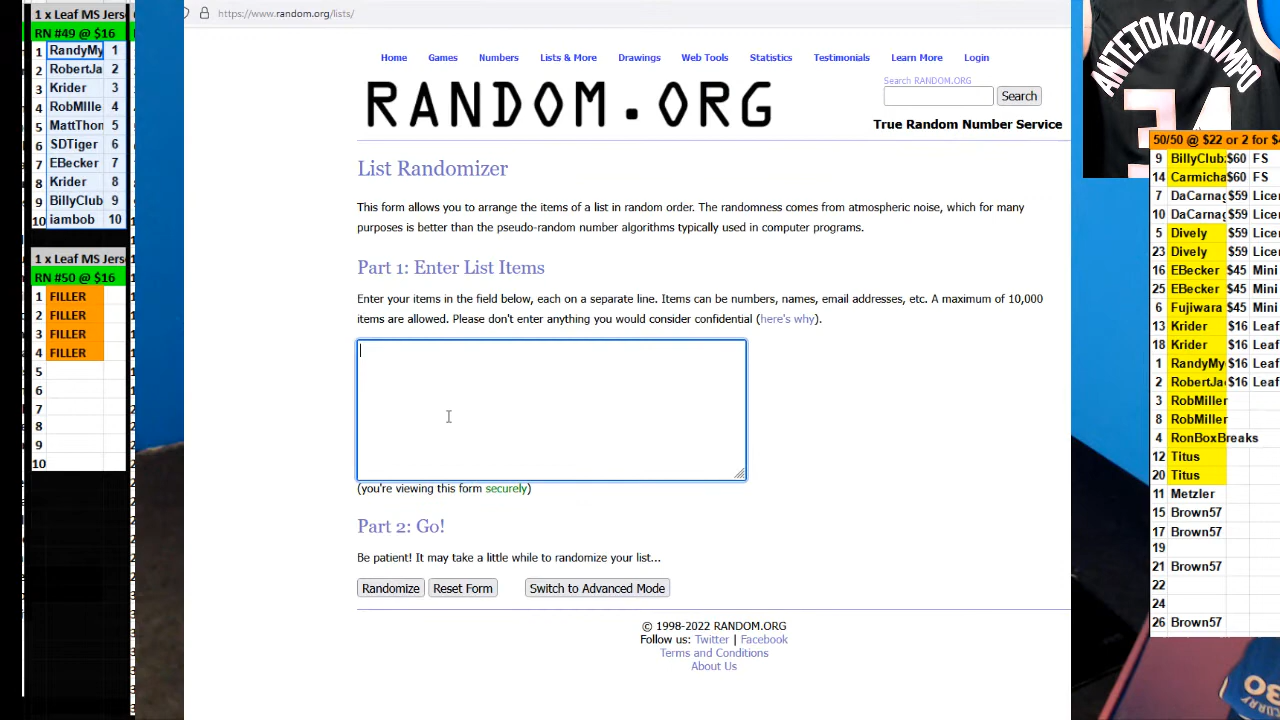 1 x Leaf MS Jerse
RN #49 @ $16
1 RandyMy 1
2 RobertJa 2
3 Krider 3
4 RobMIlle 4
5 MattThon 5
6 SDTiger 6
7 EBecker 7
8 Krider 8
9 BillyClub 9
10 iambob 10
1 x Leaf MS Jerse
RN #50 @ $16
1 FILLER
2 FILLER
3 FILLER
4 FILLER
5
6
7
8
9
10
https://www.random.org/lists/
Home Games Numbers Lists & More Drawings Web Tools Statistics Testimonials Learn More Login
RANDOM.ORG
Search RANDOM.ORG
Search
True Random Number Service
List Randomizer
This form allows you to arrange the items of a list in random order. The randomness comes from atmospheric noise, which for many
purposes is better than the pseudo-random number algorithms typically used in computer programs.
Part 1: Enter List Items
Enter your items in the field below, each on a separate line. Items can be numbers, names, email addresses, etc. A maximum of 10,000
items are allowed. Please don't enter anything you would consider confidential (here's why).
(you're viewing this form securely)
Part 2: Go!
Be patient! It may take a little while to randomize your list...
Randomize Reset Form Switch to Advanced Mode
© 1998-2022 RANDOM.ORG
Follow us: Twitter | Facebook
Terms and Conditions
About Us
ANTETOKOUNMPO
34
50/50 @ $22 or 2 for $4
9 BillyClub $60 FS
14 Carmicha $60 FS
7 DaCarnag $59 Licen
10 DaCarnag $59 Licen
5 Dively $59 Licen
23 Dively $59 Licen
16 EBecker $45 Mini
25 EBecker $45 Mini
6 Fujiwara $45 Mini
13 Krider $16 Leaf
18 Krider $16 Leaf
1 RandyMy $16 Leaf
2 RobertJa $16 Leaf
3 RobMiller
8 RobMiller
4 RonBoxBreaks
12 Titus
20 Titus
11 Metzler
15 Brown57
17 Brown57
19
21 Brown57
22
24
26 Brown57
CURRY
30